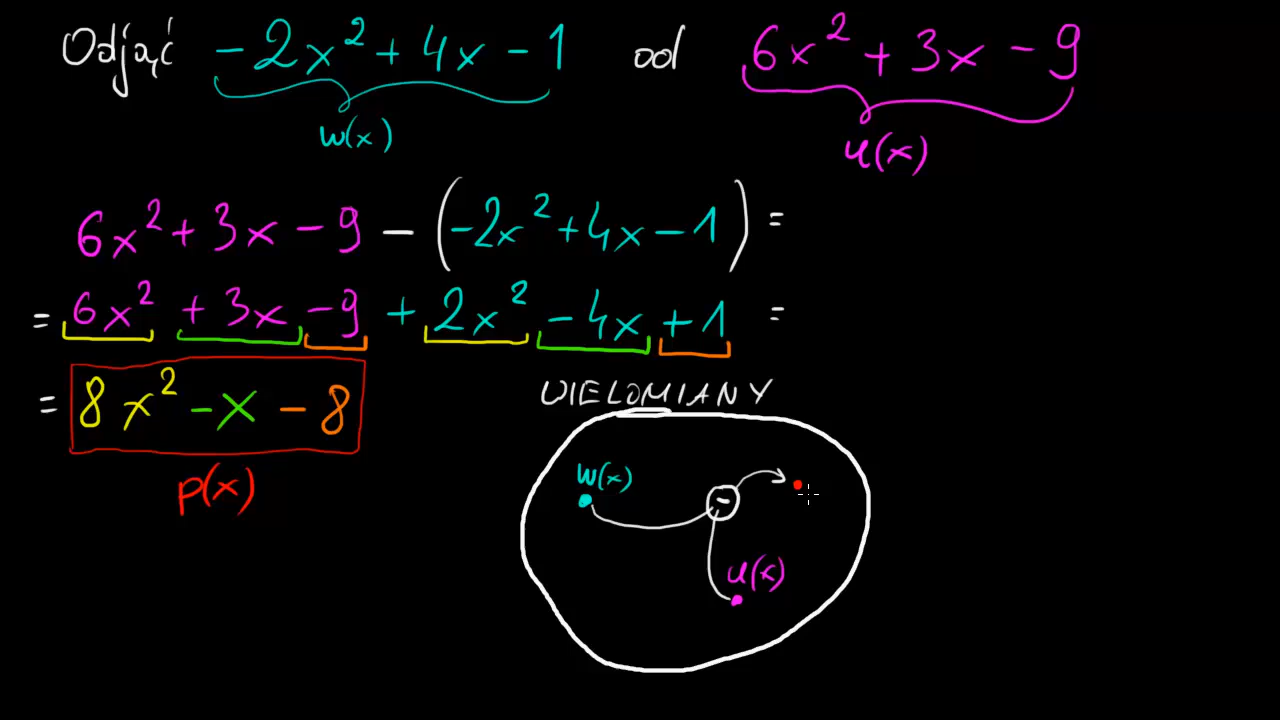 Odjąć -2x² + 4x - 1 od 6x² + 3x - 9
w(x) u(x)
6x² + 3x - 9 - (-2x² + 4x - 1) =
= 6x² + 3x - 9 + 2x² - 4x + 1 =
= 8x² - x - 8
p(x)
WIELOMIANY
w(x)
-
u(x)